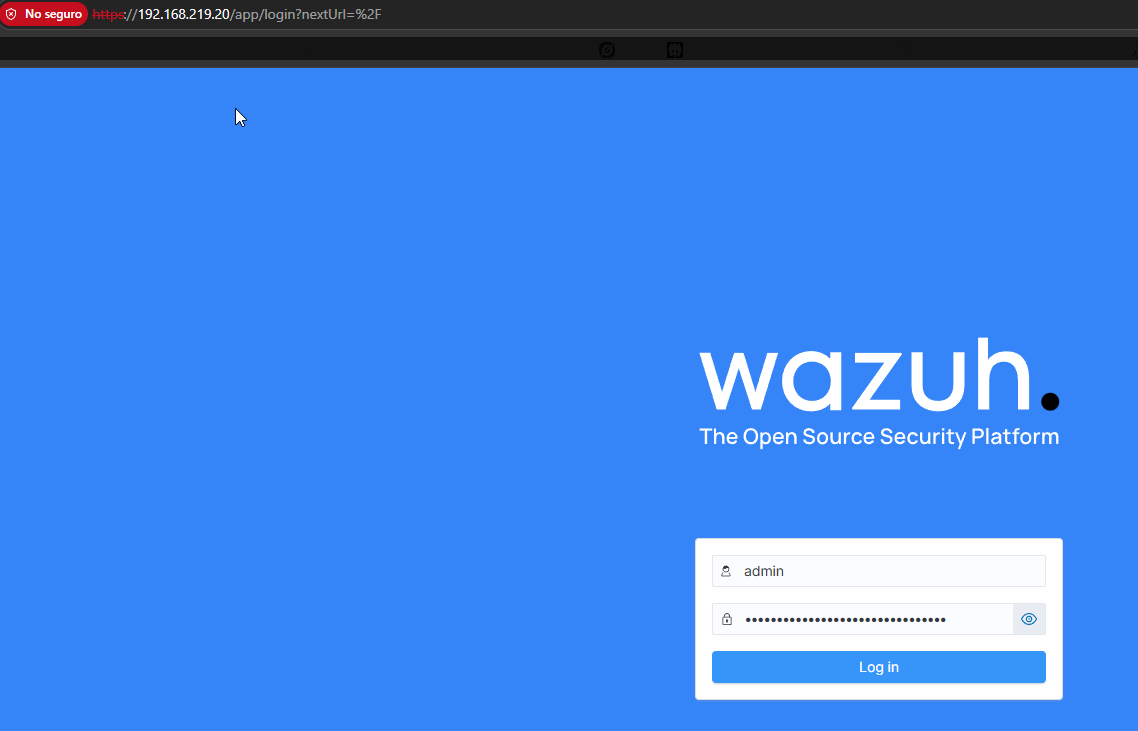 No seguro https://192.168.219.20/app/login?nextUrl=%2F
wazuh.
The Open Source Security Platform
admin
••••••••••••••••••••••••••••••••
Log in